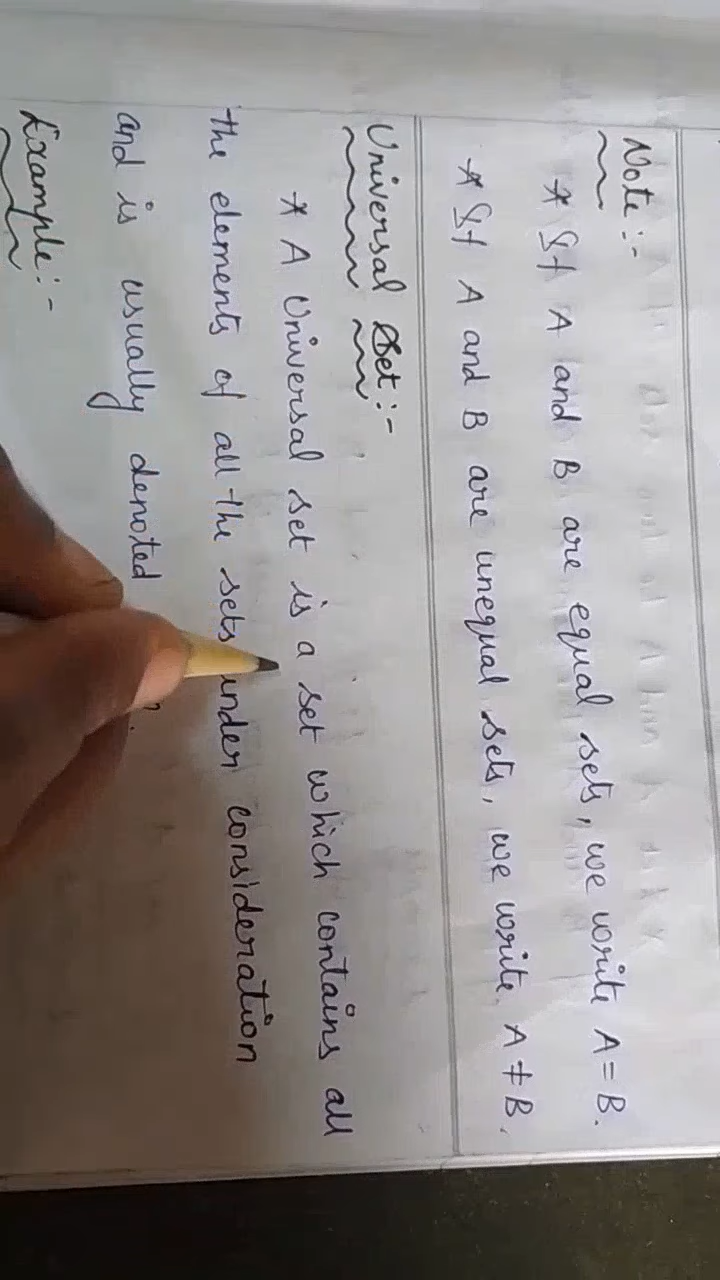 Note :-
* If A and B are equal sets, we write A = B.
* If A and B are unequal sets, we write A ≠ B.
Universal Set :-
* A Universal set is a set which contains all
the elements of all the sets under consideration
and is usually denoted
Example :-